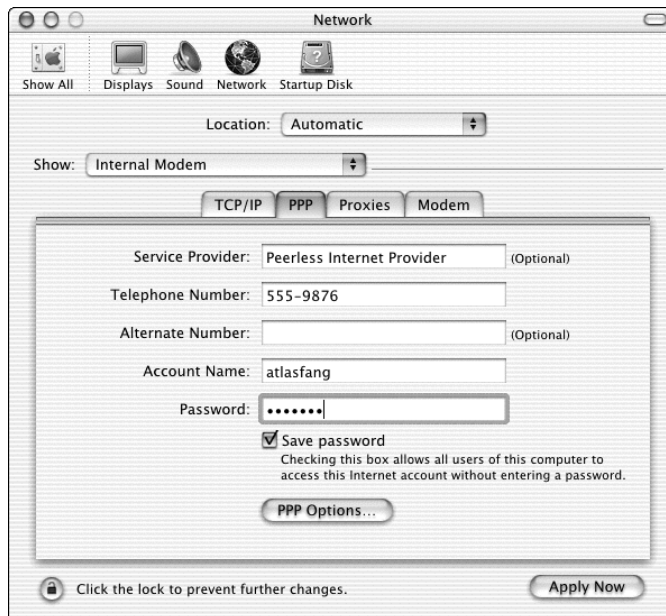 Network
Show All Displays Sound Network Startup Disk
Location: Automatic
Show: Internal Modem
TCP/IP PPP Proxies Modem
Service Provider: Peerless Internet Provider (Optional)
Telephone Number: 555-9876
Alternate Number: (Optional)
Account Name: atlasfang
Password: •••••••
Save password
Checking this box allows all users of this computer to
access this Internet account without entering a password.
PPP Options...
Click the lock to prevent further changes. Apply Now